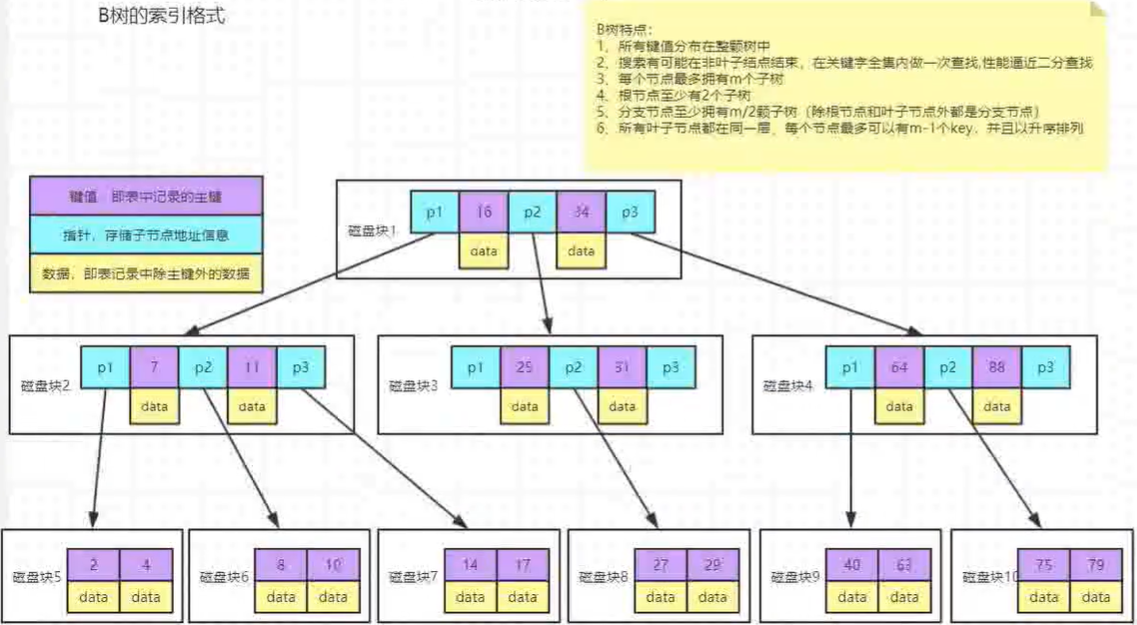 B树的索引格式
B树特点：
1、所有键值分布在整颗树中
2、搜索有可能在非叶子结点结束，在关键字全集内做一次查找,性能逼近二分查找
3、每个节点最多拥有m个子树
4、根节点至少有2个子树
5、分支节点至少拥有m/2颗子树（除根节点和叶子节点外都是分支节点）
6、所有叶子节点都在同一层，每个节点最多可以有m-1个key，并且以升序排列
键值，即表中记录的主键
指针，存储子节点地址信息
数据，即表记录中除主键外的数据
磁盘块1 p1 16 p2 34 p3
data data
磁盘块2 p1 7 p2 11 p3
data data
磁盘块3 p1 25 p2 31 p3
data data
磁盘块4 p1 64 p2 88 p3
data data
磁盘块5 2 4
data data
磁盘块6 8 10
data data
磁盘块7 14 17
data data
磁盘块8 27 29
data data
磁盘块9 40 63
data data
磁盘块10 75 79
data data